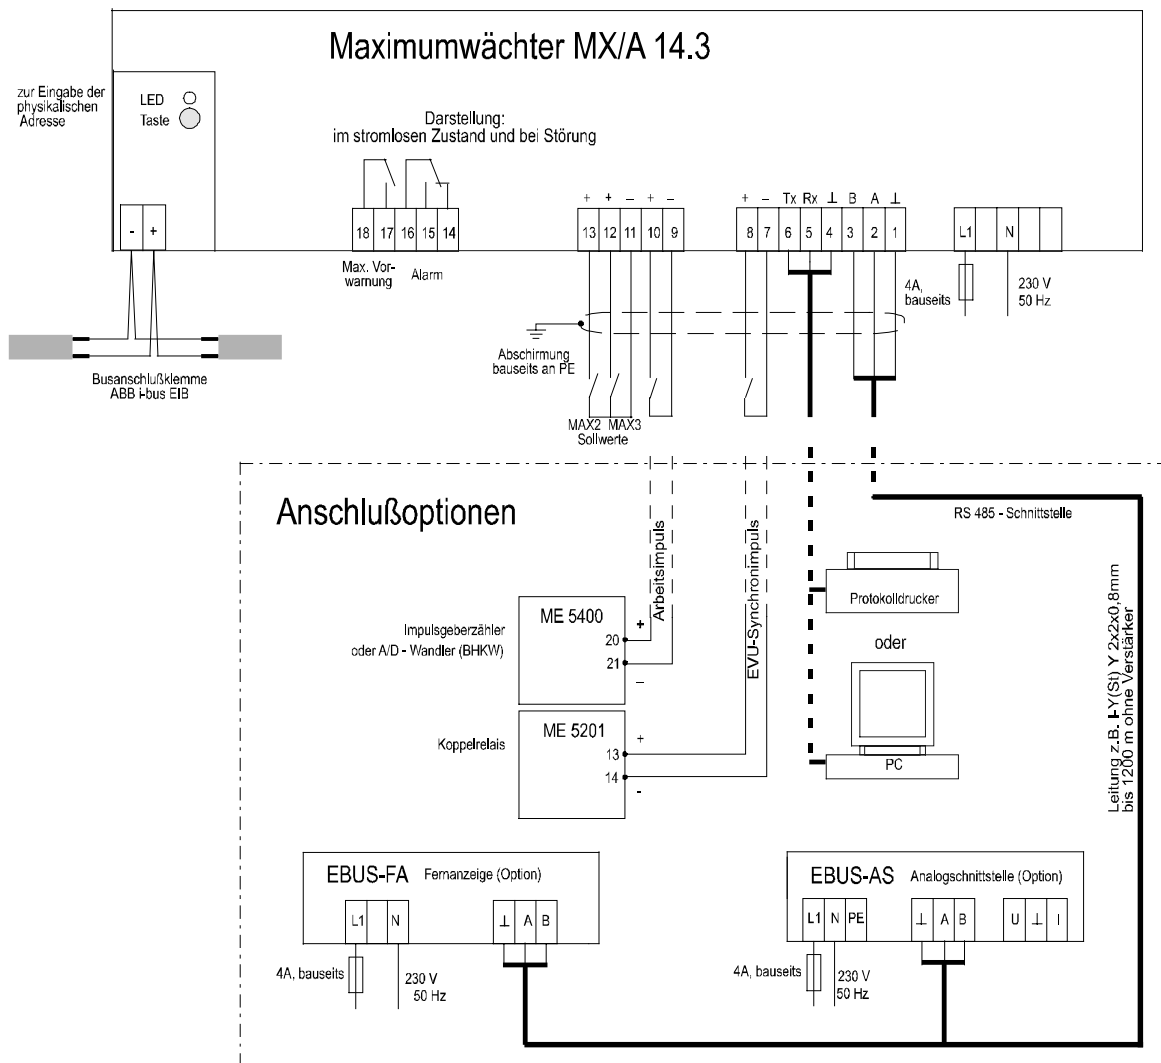 Maximumwächter MX/A 14.3
zur Eingabe der
physikalischen
Adresse
LED
Taste
- +
Darstellung:
im stromlosen Zustand und bei Störung
18 17 16 15 14
Max. Vor-
warnung
Alarm
+ + – + –
13 12 11 10 9
+ – Tx Rx ⊥ B A ⊥
8 7 6 5 4 3 2 1
L1 N
4A,
bauseits
230 V
50 Hz
Abschirmung
bauseits an PE
Busanschlußklemme
ABB i-bus EIB
MAX2 MAX3
Sollwerte
Anschlußoptionen
RS 485 - Schnittstelle
Arbeitsimpuls
EVU-Synchronimpuls
Leitung z.B. I-Y(St) Y 2x2x0,8mm
bis 1200 m ohne Verstärker
Protokolldrucker
oder
PC
Impulsgeberzähler
oder A/D - Wandler (BHKW)
ME 5400
+
20
21
–
Koppelrelais
ME 5201
+
13
14
-
EBUS-FA Fernanzeige (Option)
L1 N
⊥ A B
4A, bauseits
230 V
50 Hz
EBUS-AS Analogschnittstelle (Option)
L1 N PE
⊥ A B
U ⊥ I
4A, bauseits
230 V
50 Hz